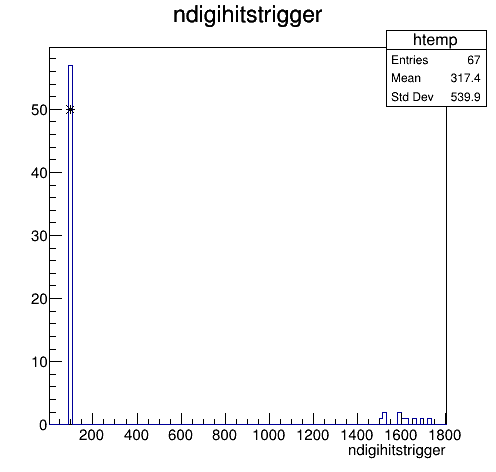 ndigihitstrigger
htemp
Entries 67
Mean 317.4
Std Dev 539.9
50
40
30
20
10
0
200 400 600 800 1000 1200 1400 1600 1800
ndigihitstrigger